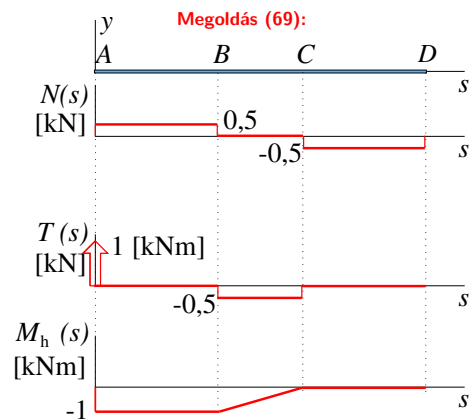 Megoldás (69):
y
A B C D
s
N(s)
[kN]
0,5
-0,5
s
T (s)
[kN]
1 [kNm]
-0,5
s
M_h (s)
[kNm]
-1
s